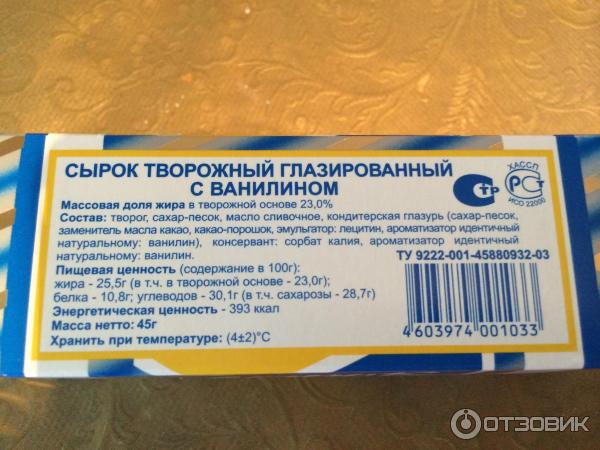 СЫРОК ТВОРОЖНЫЙ ГЛАЗИРОВАННЫЙ
С ВАНИЛИНОМ
Массовая доля жира в творожной основе 23,0%
Состав: творог, сахар-песок, масло сливочное, кондитерская глазурь (сахар-песок,
заменитель масла какао, какао-порошок, эмульгатор: лецитин, ароматизатор идентичный
натуральному: ванилин), консервант: сорбат калия, ароматизатор идентичный
натуральному: ванилин.
Пищевая ценность (содержание в 100г):
жира - 25,5г (в т.ч. в творожной основе - 23,0г);
белка - 10,8г; углеводов - 30,1г (в т.ч. сахарозы - 28,7г)
Энергетическая ценность - 393 ккал
Масса нетто: 45г
Хранить при температуре: (4±2)°С
СТР
ХАССП
РСТ
ИСО 22000
ТУ 9222-001-45880932-03
4603974 001033
ОТЗОВИК